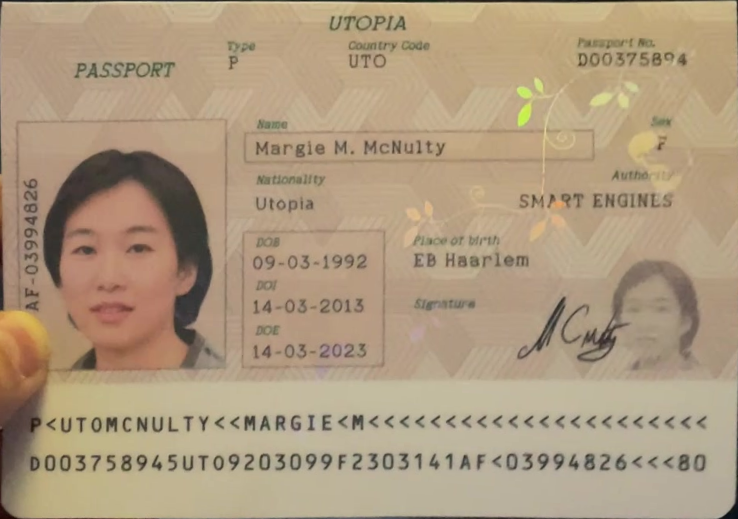 UTOPIA
PASSPORT
Type
P
Country Code
UTO
Passport No.
D00375894
Name
Margie M. McNulty
Sex
F
Nationality
Utopia
Authority
SMART ENGINES
AF-03994826
DOB
09-03-1992
DOI
14-03-2013
DOE
14-03-2023
Place of birth
EB Haarlem
Signature
McNulty
P<UTOMCNULTY<<MARGIE<M<<<<<<<<<<<<<<<<<<<<<<
D003758945UTO9203099F2303141AF<03994826<<<80